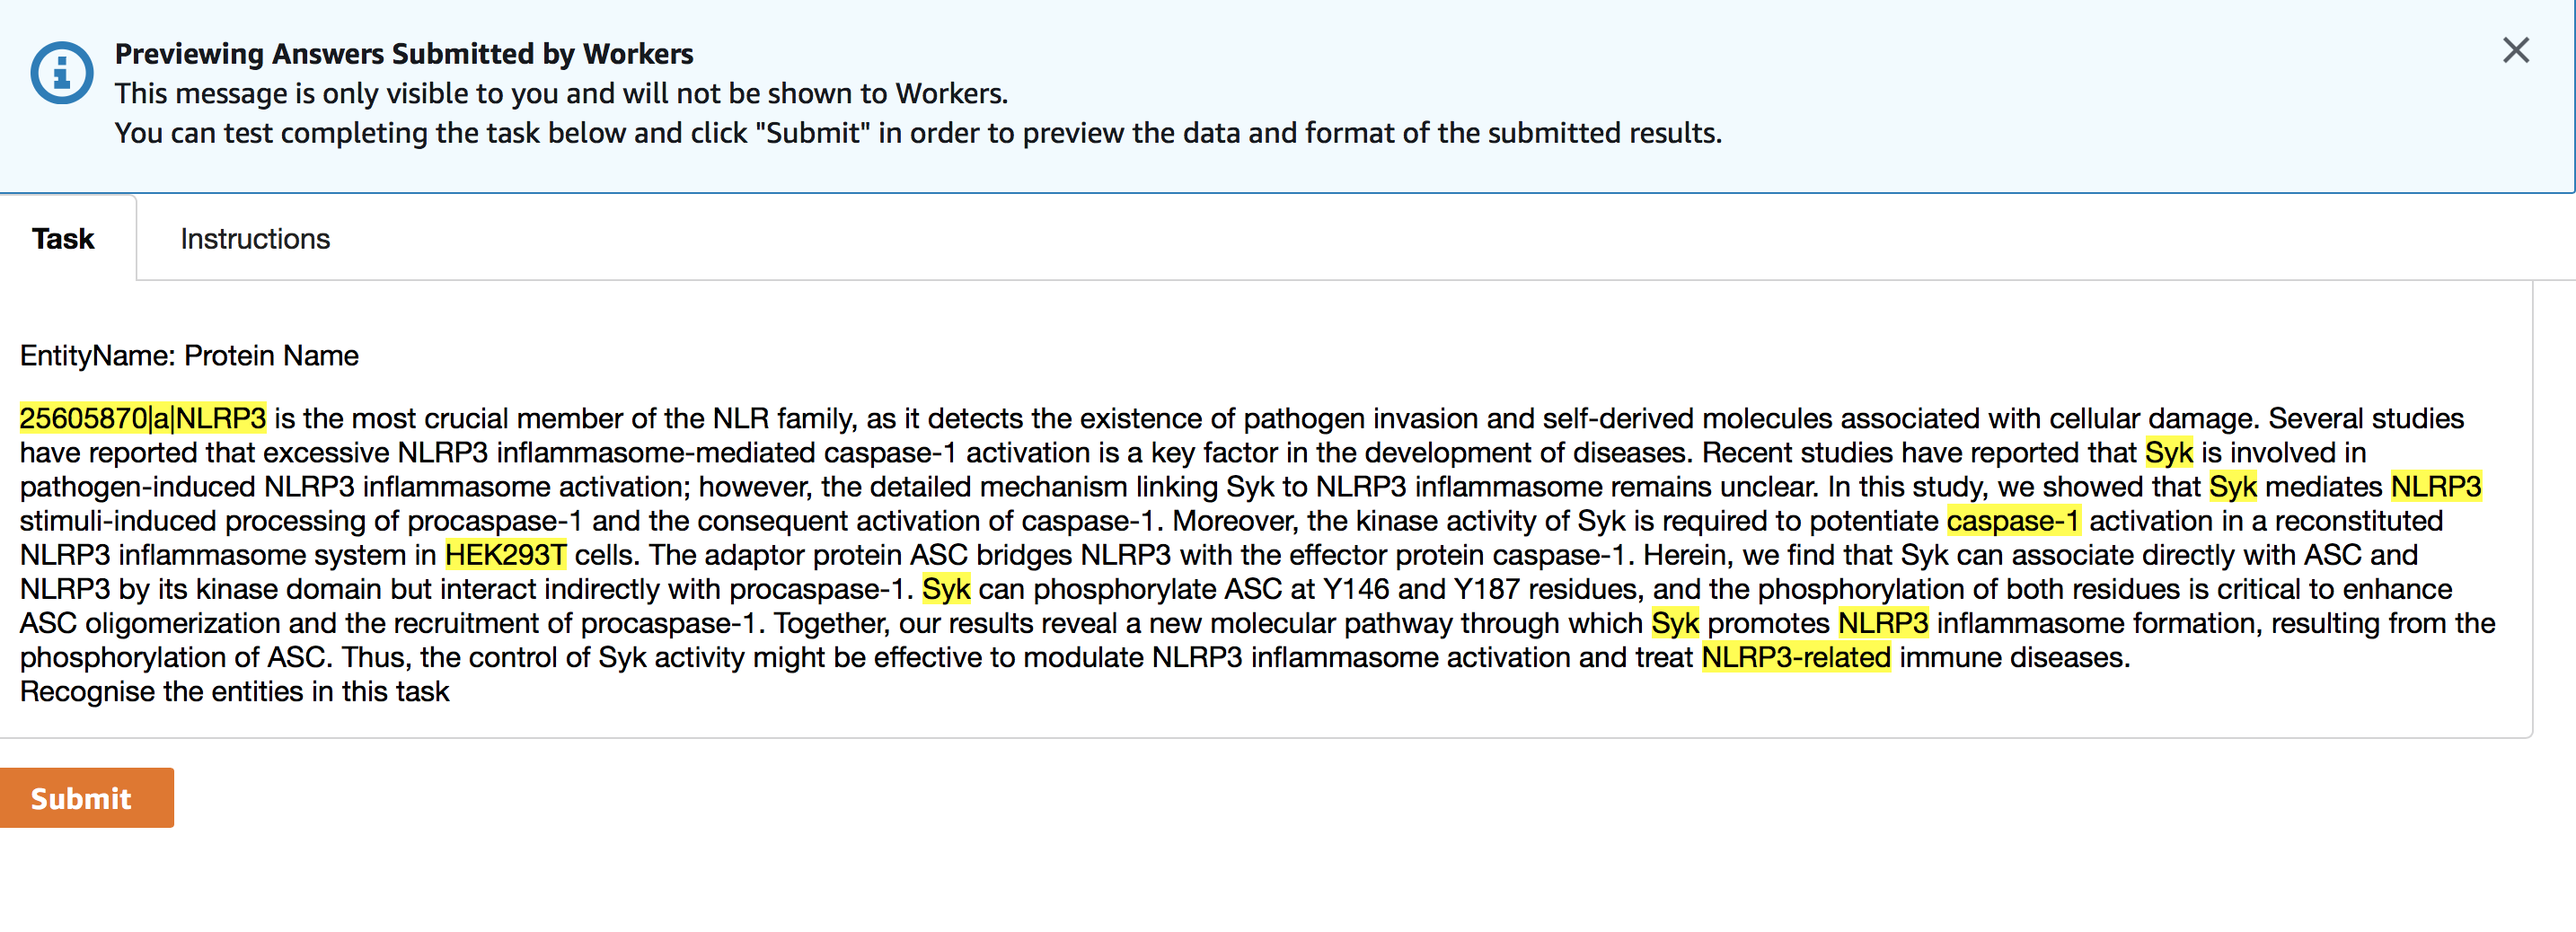 Previewing Answers Submitted by Workers
This message is only visible to you and will not be shown to Workers.
You can test completing the task below and click "Submit" in order to preview the data and format of the submitted results.
Task Instructions
EntityName: Protein Name
25605870|a|NLRP3 is the most crucial member of the NLR family, as it detects the existence of pathogen invasion and self-derived molecules associated with cellular damage. Several studies
have reported that excessive NLRP3 inflammasome-mediated caspase-1 activation is a key factor in the development of diseases. Recent studies have reported that Syk is involved in
pathogen-induced NLRP3 inflammasome activation; however, the detailed mechanism linking Syk to NLRP3 inflammasome remains unclear. In this study, we showed that Syk mediates NLRP3
stimuli-induced processing of procaspase-1 and the consequent activation of caspase-1. Moreover, the kinase activity of Syk is required to potentiate caspase-1 activation in a reconstituted
NLRP3 inflammasome system in HEK293T cells. The adaptor protein ASC bridges NLRP3 with the effector protein caspase-1. Herein, we find that Syk can associate directly with ASC and
NLRP3 by its kinase domain but interact indirectly with procaspase-1. Syk can phosphorylate ASC at Y146 and Y187 residues, and the phosphorylation of both residues is critical to enhance
ASC oligomerization and the recruitment of procaspase-1. Together, our results reveal a new molecular pathway through which Syk promotes NLRP3 inflammasome formation, resulting from the
phosphorylation of ASC. Thus, the control of Syk activity might be effective to modulate NLRP3 inflammasome activation and treat NLRP3-related immune diseases.
Recognise the entities in this task
Submit